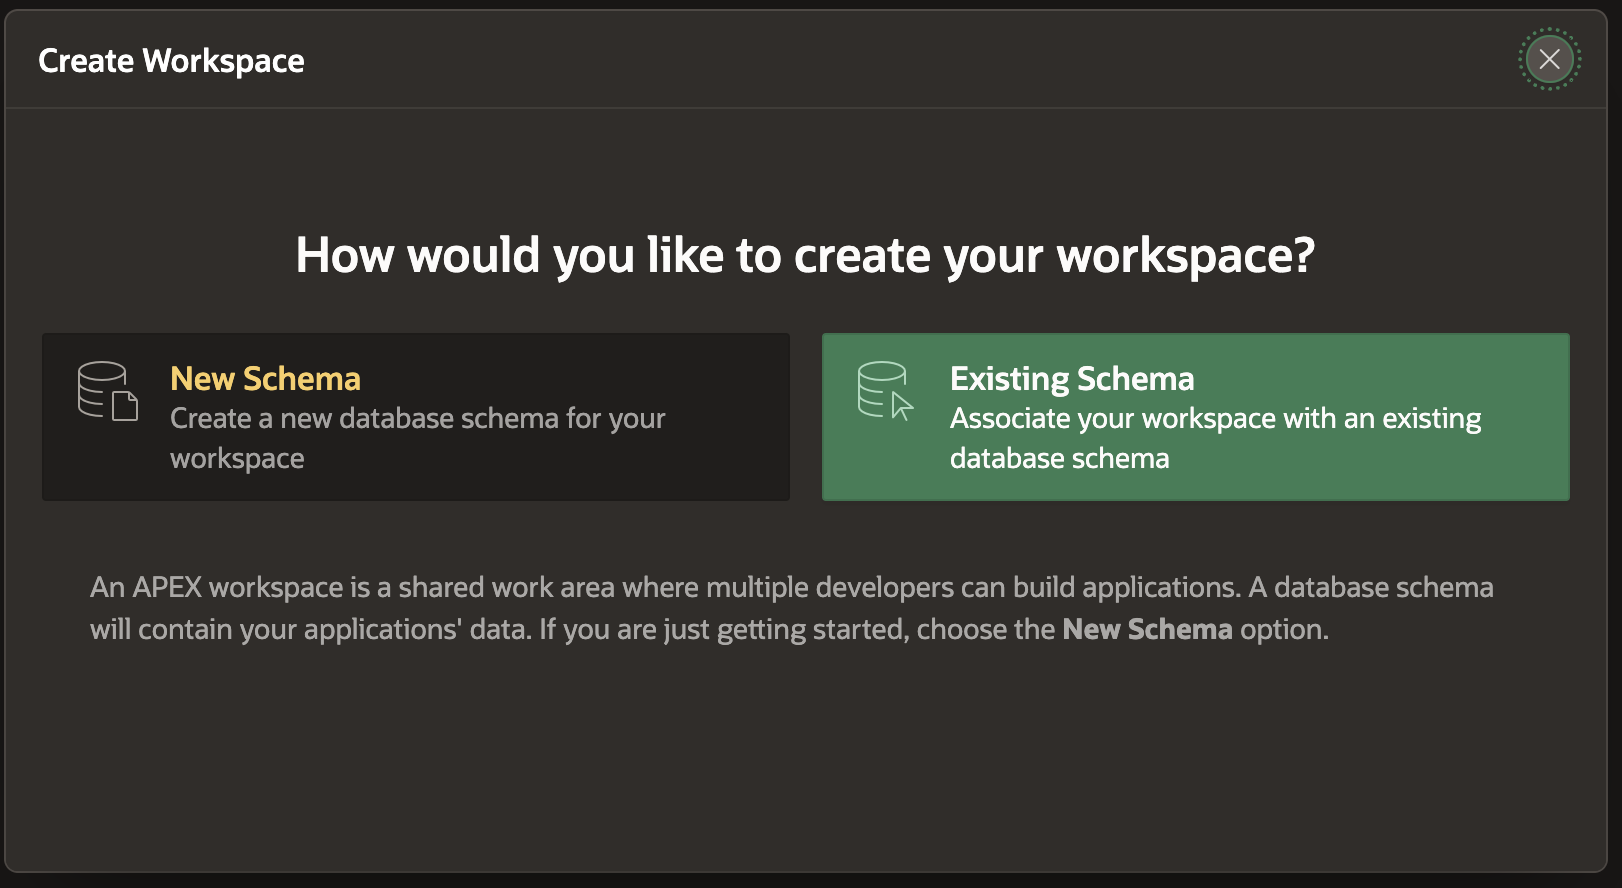 Create Workspace
How would you like to create your workspace?
New Schema
Create a new database schema for your
workspace
Existing Schema
Associate your workspace with an existing
database schema
An APEX workspace is a shared work area where multiple developers can build applications. A database schema
will contain your applications' data. If you are just getting started, choose the New Schema option.